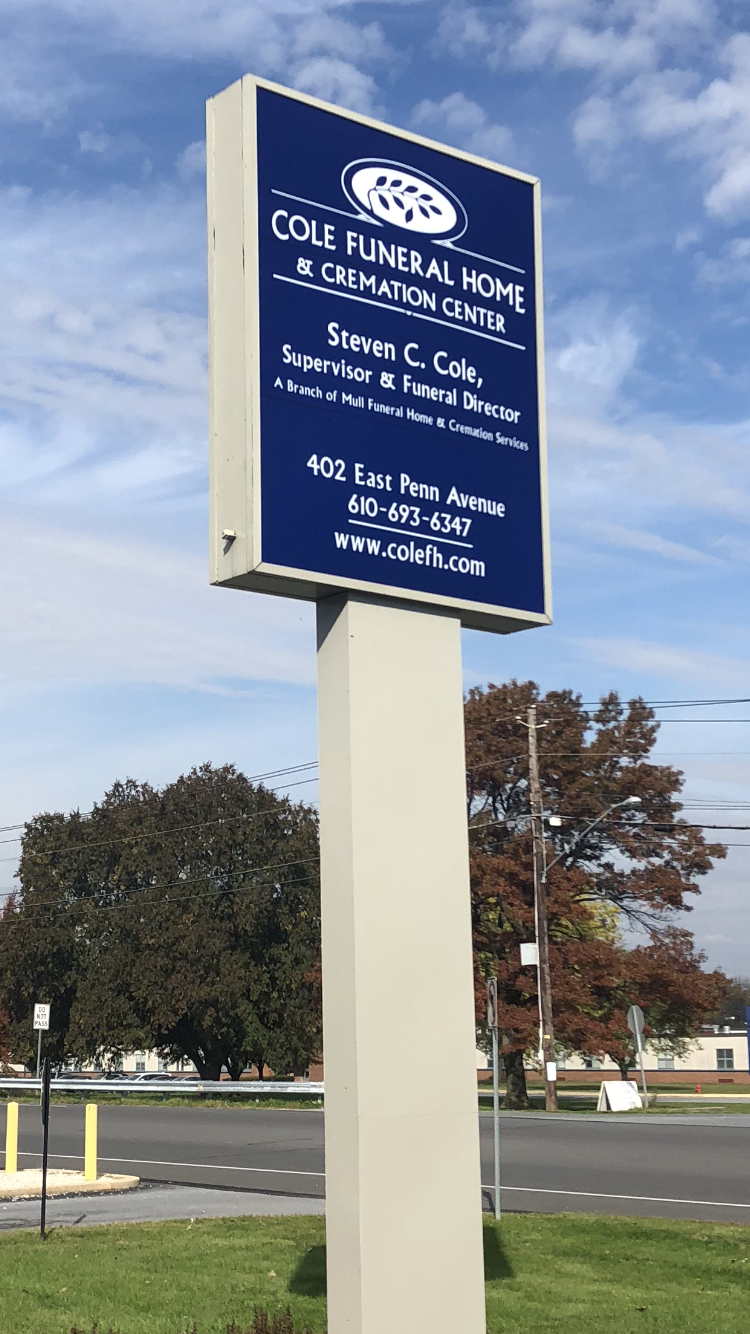 COLE FUNERAL HOME
& CREMATION CENTER
Steven C. Cole,
Supervisor & Funeral Director
A Branch of Mull Funeral Home & Cremation Services
402 East Penn Avenue
610-693-6347
www.colefh.com
DO
NOT
PASS